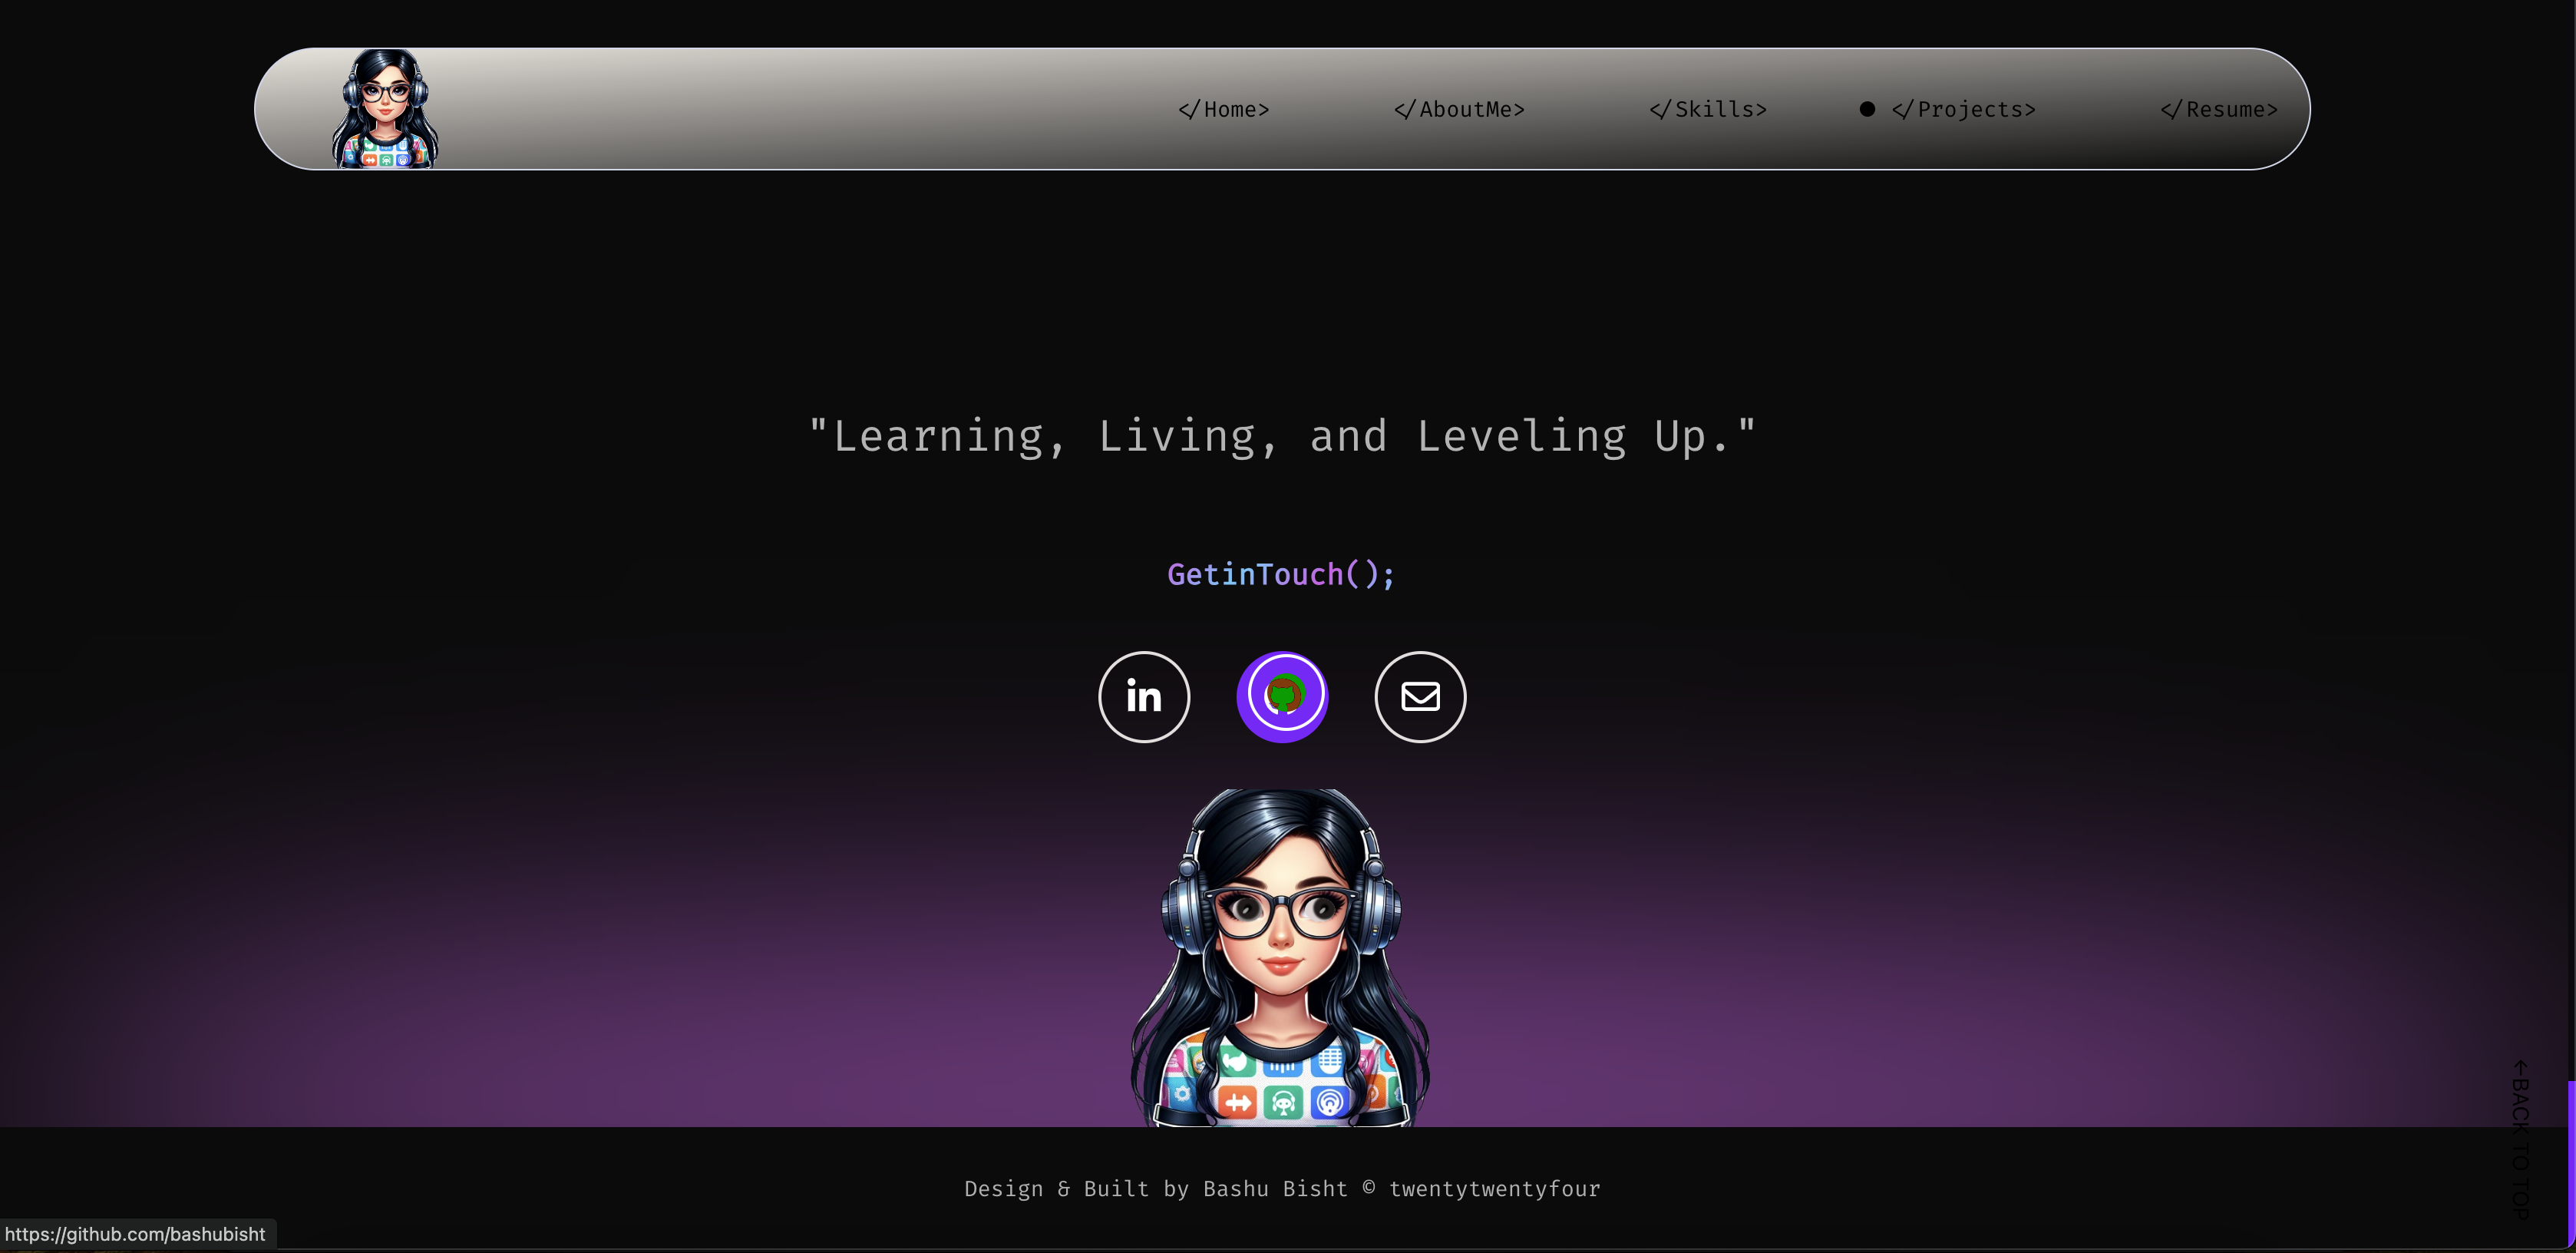 </Home>
</AboutMe>
</Skills>
</Projects>
</Resume>
"Learning, Living, and Leveling Up."
GetinTouch();
in
←BACK TO TOP
Design & Built by Bashu Bisht © twentytwentyfour
https://github.com/bashubisht